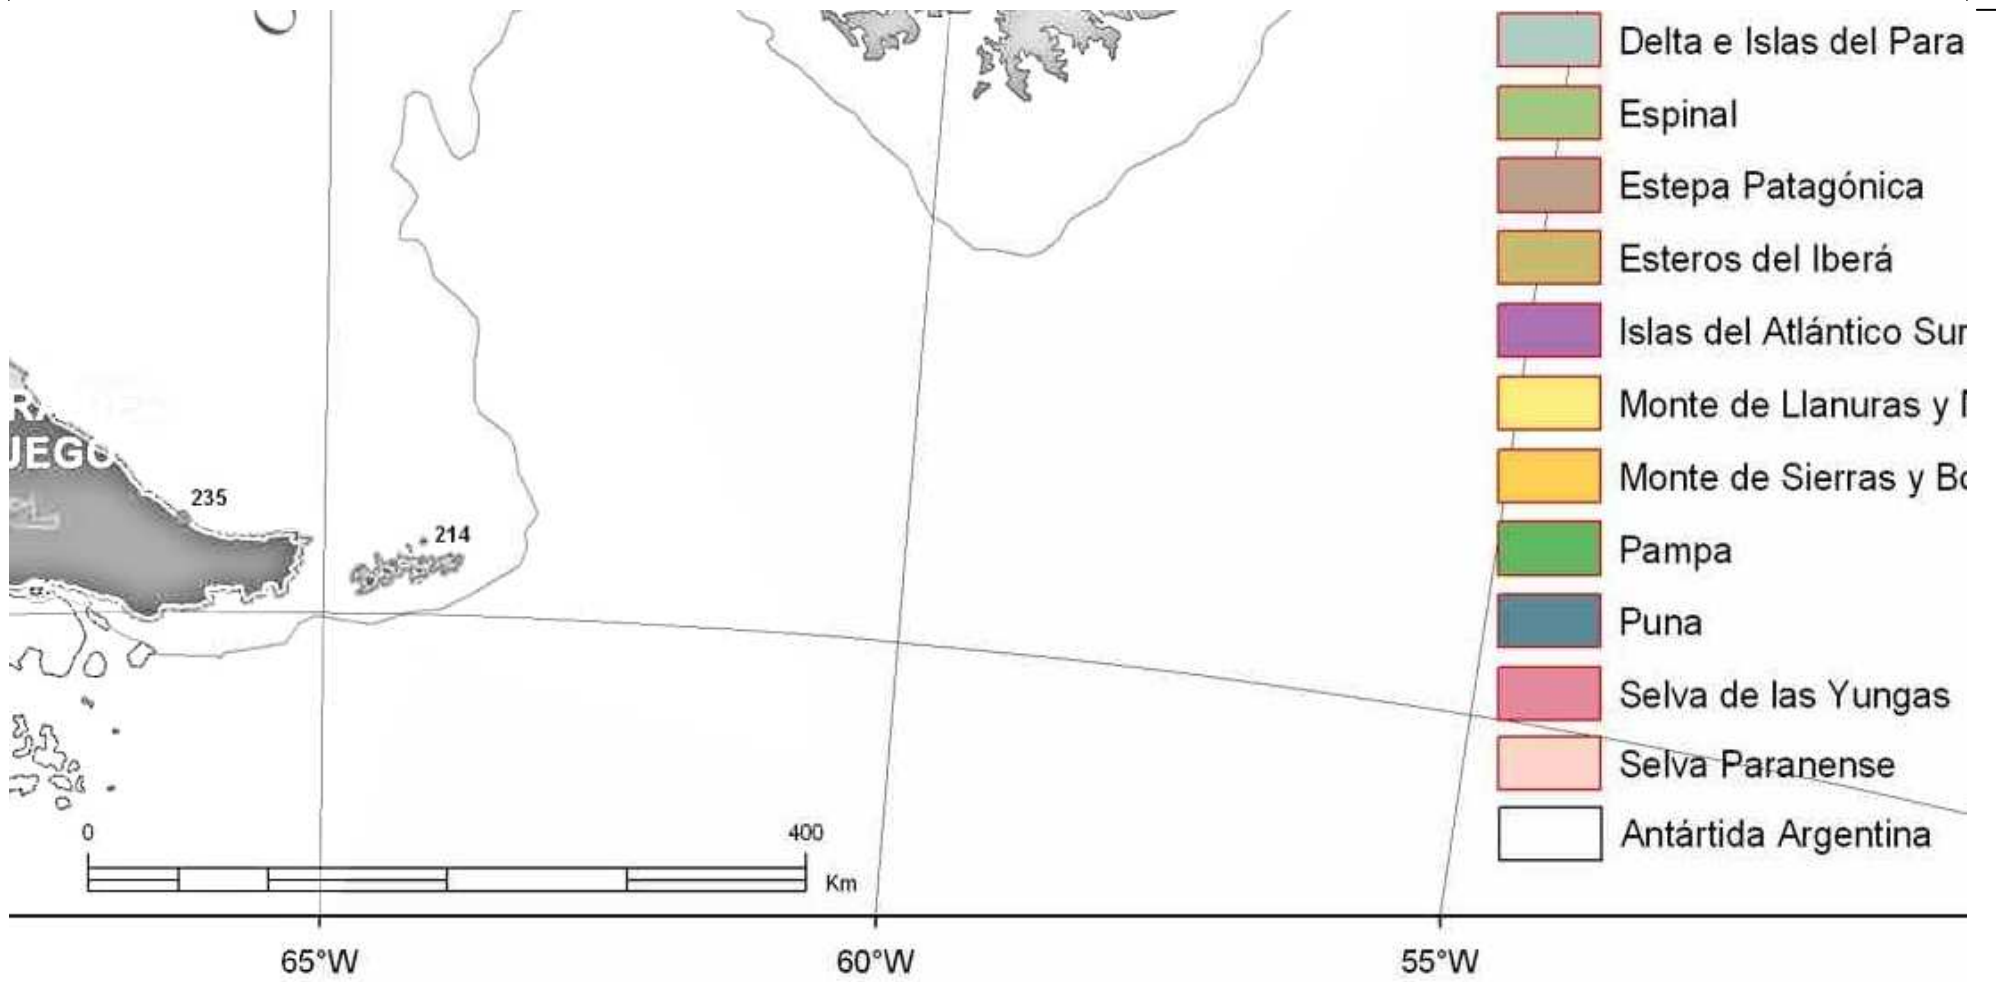 Delta e Islas del Para
Espinal
Estepa Patagónica
Esteros del Iberá
Islas del Atlántico Sur
Monte de Llanuras y
Monte de Sierras y Bo
Pampa
Puna
Selva de las Yungas
Selva Paranense
Antártida Argentina
UEGO
235
214
0
400
Km
65°W
60°W
55°W